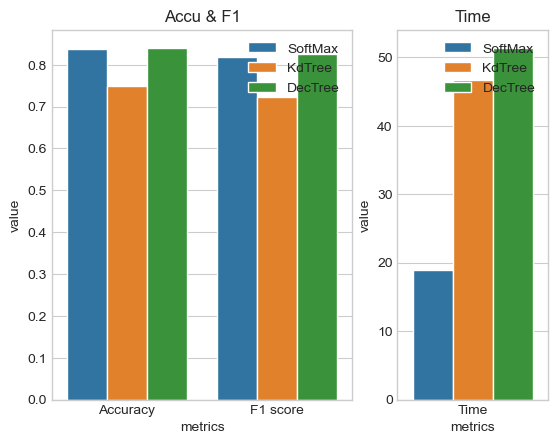 Accu & F1
SoftMax
KdTree
DecTree
value
0.8
0.7
0.6
0.5
0.4
0.3
0.2
0.1
0.0
Accuracy
F1 score
metrics
Time
SoftMax
KdTree
DecTree
value
50
40
30
20
10
0
Time
metrics